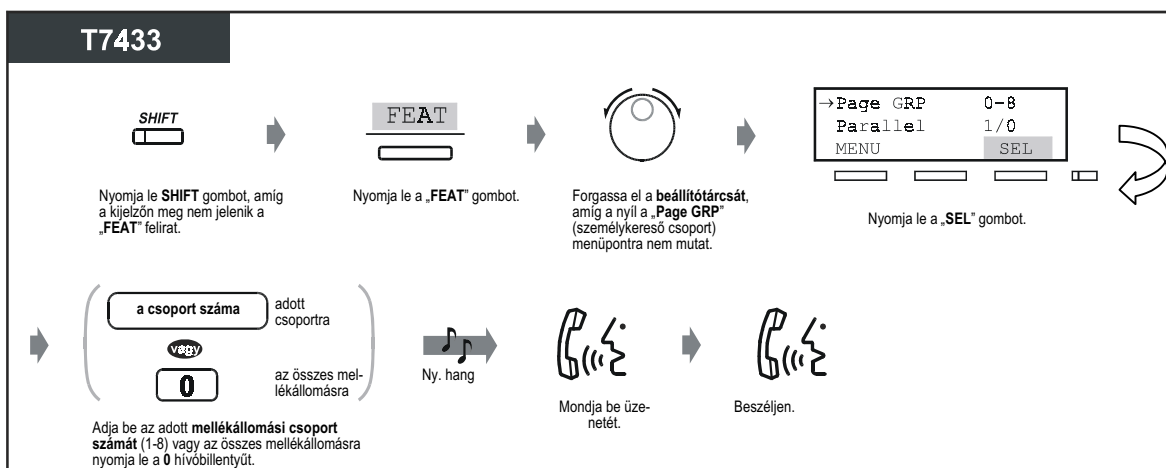 T7433
SHIFT
Nyomja le SHIFT gombot, amíg
a kijelzőn meg nem jelenik a
„FEAT” felirat.
FEAT
Nyomja le a „FEAT” gombot.
Forgassa el a beállítótárcsát,
amíg a nyíl a „Page GRP”
(személykereső csoport)
menüpontra nem mutat.
→Page GRP 0-8
Parallel 1/0
MENU SEL
Nyomja le a „SEL” gombot.
a csoport száma
adott
csoportra
vagy
0
az összes mel-
lékállomásra
Adja be az adott mellékállomási csoport
számát (1-8) vagy az összes mellékállomásra
nyomja le a 0 hívóbillentyűt.
Ny. hang
Mondja be üze-
netét.
Beszéljen.